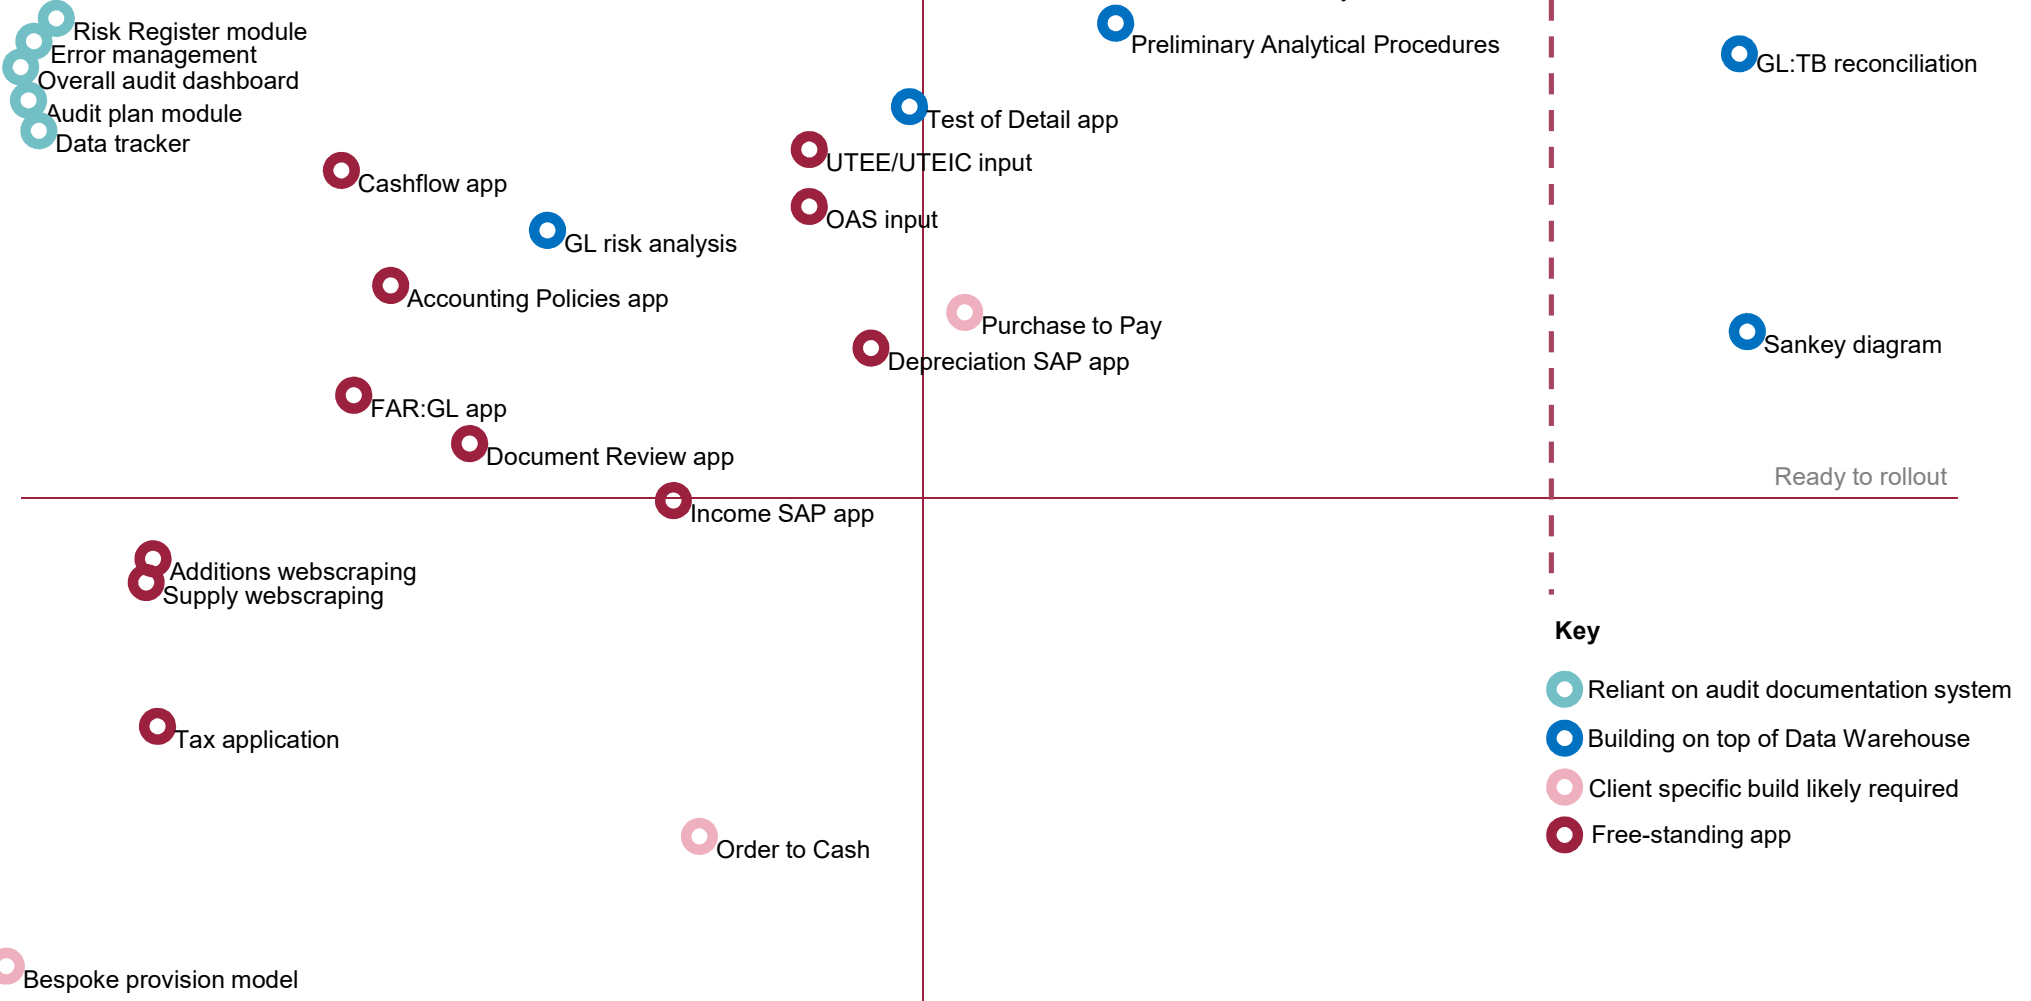 Risk Register module
Error management
Overall audit dashboard
Audit plan module
Data tracker
Preliminary Analytical Procedures
GL:TB reconciliation
Test of Detail app
UTEE/UTEIC input
Cashflow app
OAS input
GL risk analysis
Accounting Policies app
Purchase to Pay
Sankey diagram
Depreciation SAP app
FAR:GL app
Document Review app
Ready to rollout
Income SAP app
Additions webscraping
Supply webscraping
Key
Reliant on audit documentation system
Building on top of Data Warehouse
Client specific build likely required
Free-standing app
Tax application
Order to Cash
Bespoke provision model